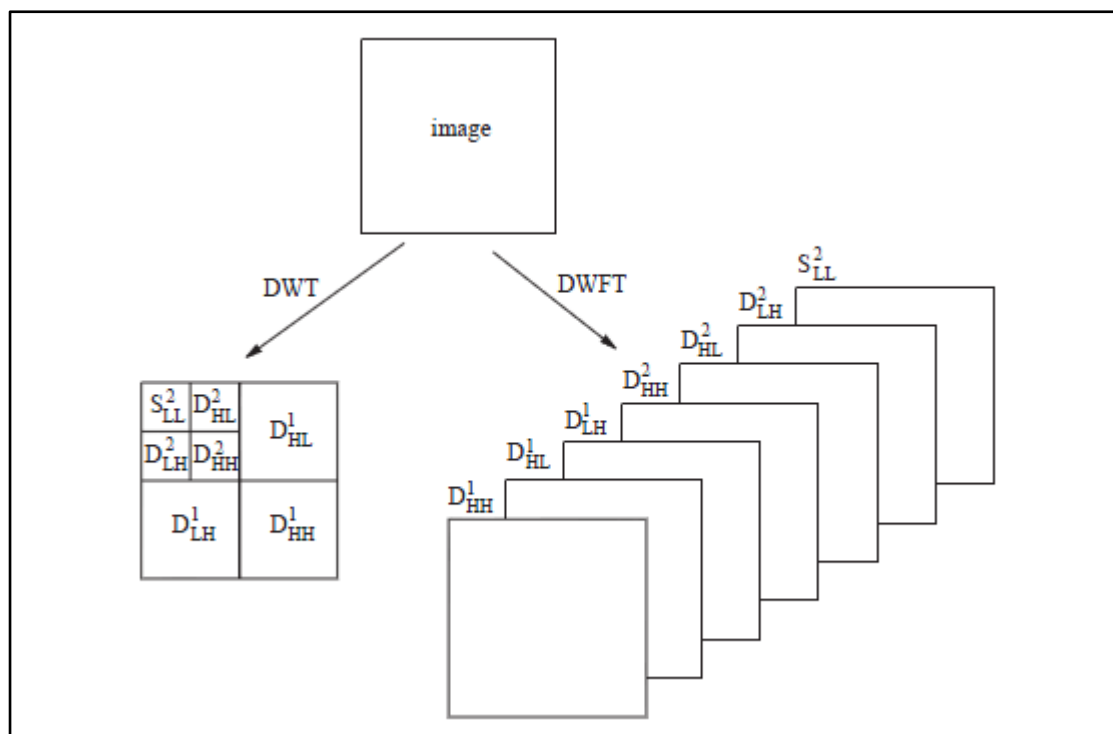 image
DWT
DWFT
S²LL
D²LH
D²HL
D²HH
D¹LH
D¹HL
D¹HH
S²LL D²HL
D¹HL
D²LH D²HH
D¹LH D¹HH